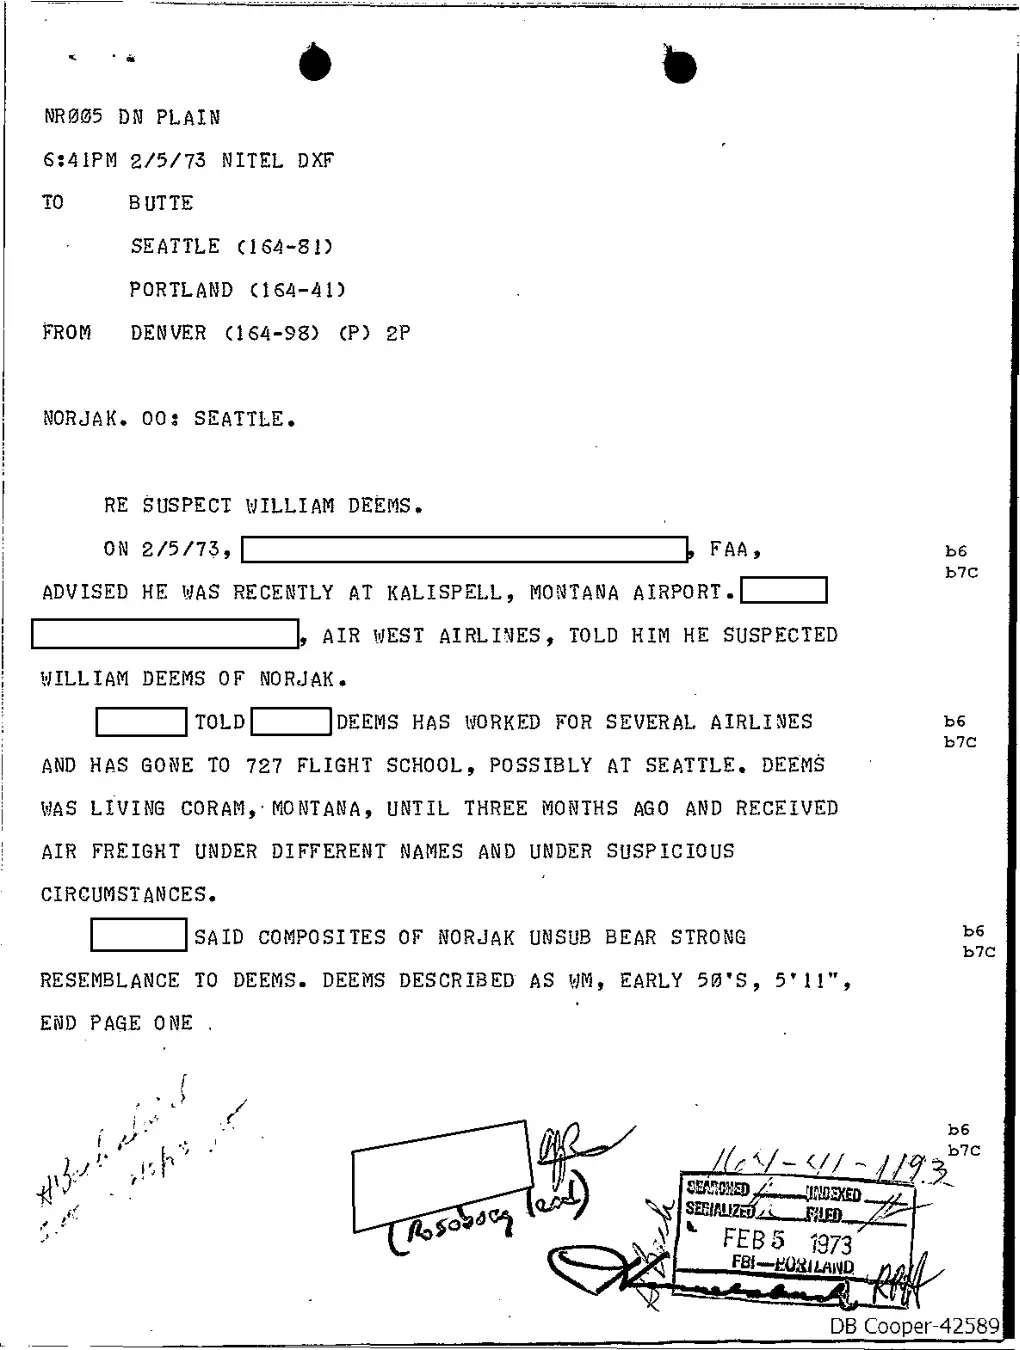 NR005 DN PLAIN
6:41PM 2/5/73 NITEL DXF
TO BUTTE
SEATTLE (164-81)
PORTLAND (164-41)
FROM DENVER (164-98) (P) 2P
NORJAK. OO: SEATTLE.
RE SUSPECT WILLIAM DEEMS.
ON 2/5/73, , FAA,
b6
b7C
ADVISED HE WAS RECENTLY AT KALISPELL, MONTANA AIRPORT.
, AIR WEST AIRLINES, TOLD HIM HE SUSPECTED
WILLIAM DEEMS OF NORJAK.
TOLD DEEMS HAS WORKED FOR SEVERAL AIRLINES
b6
b7C
AND HAS GONE TO 727 FLIGHT SCHOOL, POSSIBLY AT SEATTLE. DEEMS
WAS LIVING CORAM, MONTANA, UNTIL THREE MONTHS AGO AND RECEIVED
AIR FREIGHT UNDER DIFFERENT NAMES AND UNDER SUSPICIOUS
CIRCUMSTANCES.
SAID COMPOSITES OF NORJAK UNSUB BEAR STRONG
b6
b7C
RESEMBLANCE TO DEEMS. DEEMS DESCRIBED AS WM, EARLY 50'S, 5'11",
END PAGE ONE .
b6
b7C
164-41-1193
SEARCHED INDEXED
SERIALIZED FILED
FEB 5 1973
FBI—PORTLAND
DB Cooper-42589